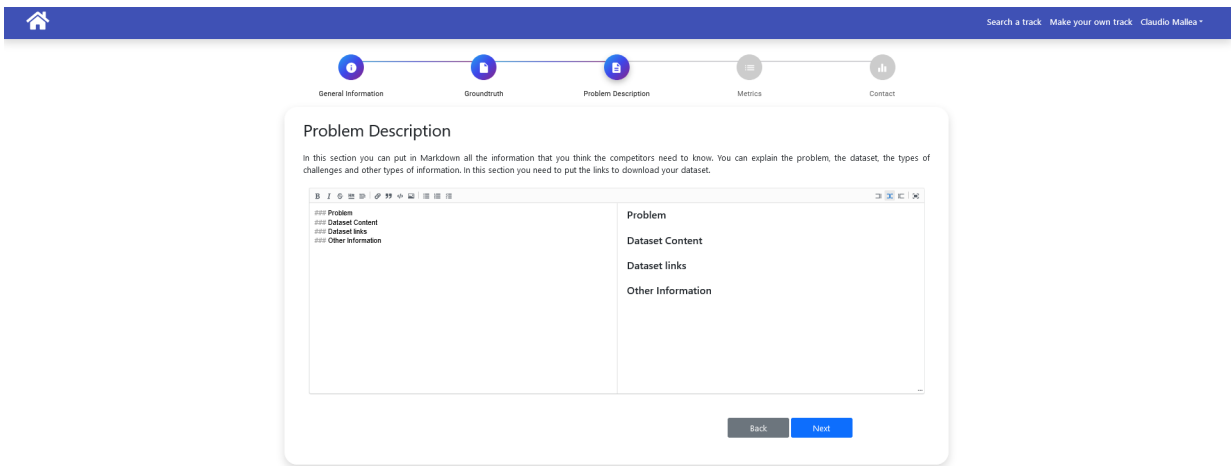 Search a track Make your own track Claudio Mallea
General Information Groundtruth Problem Description Metrics Contact
Problem Description
In this section you can put in Markdown all the information that you think the competitors need to know. You can explain the problem, the dataset, the types of
challenges and other types of information. In this section you need to put the links to download your dataset.
### Problem
### Dataset Content
### Dataset links
### Other Information
Problem
Dataset Content
Dataset links
Other Information
Back Next